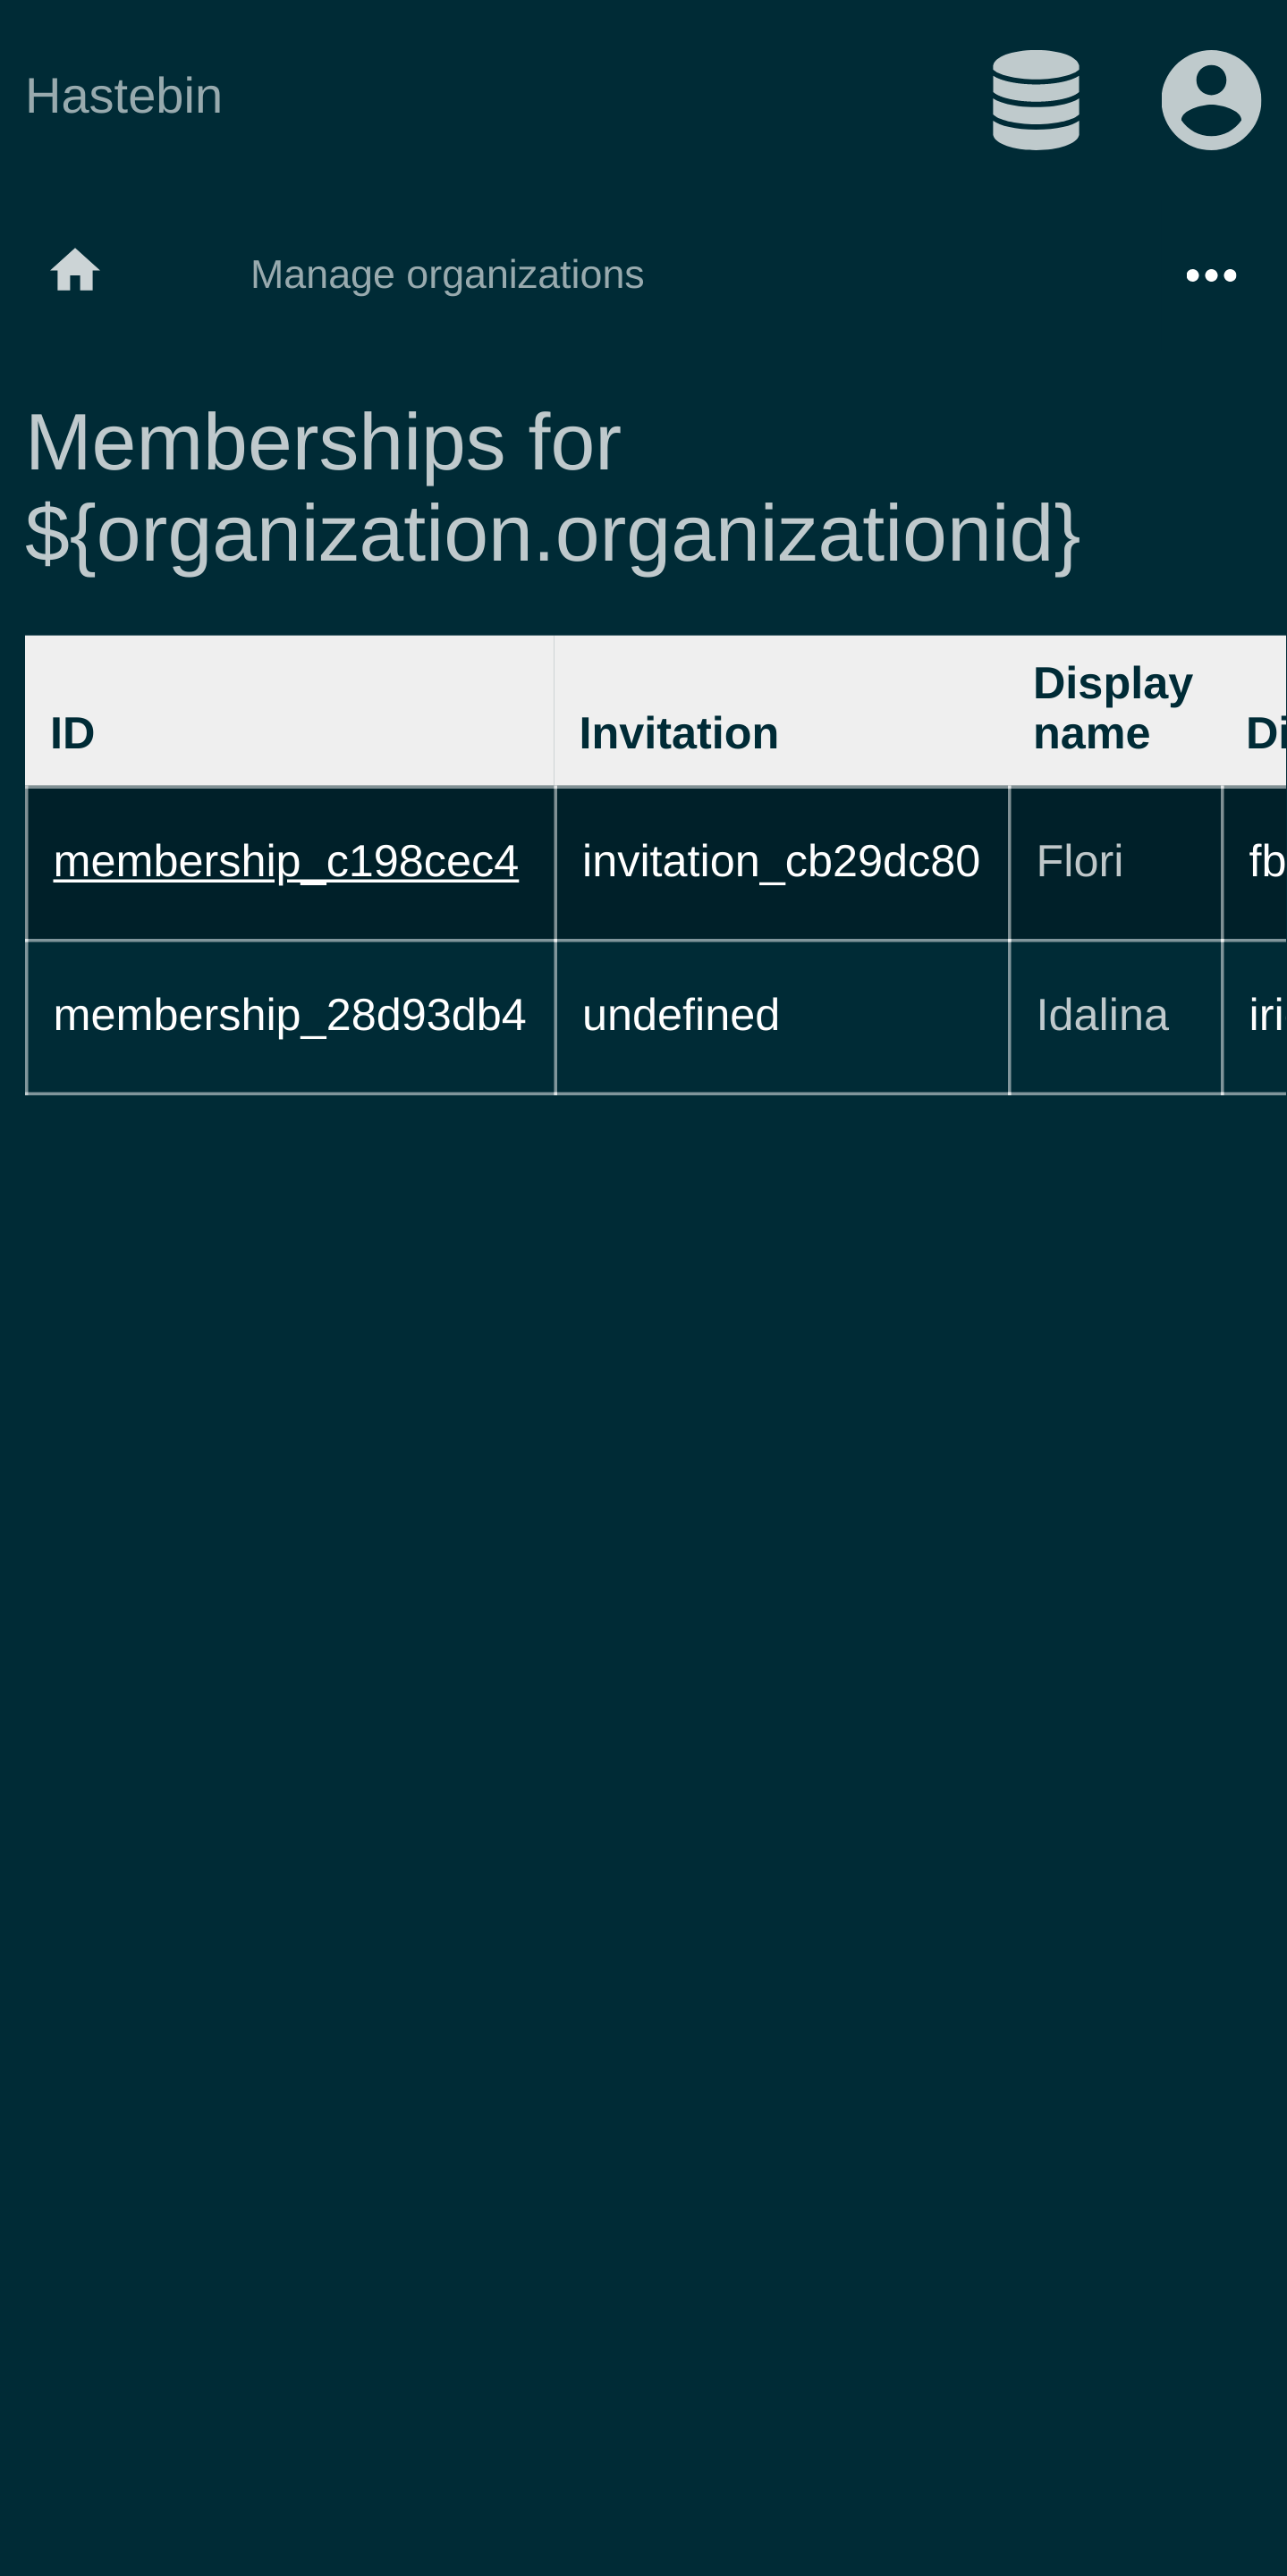 Hastebin
Manage organizations
Memberships for
${organization.organizationid}
ID Invitation Display name Di
membership_c198cec4 invitation_cb29dc80 Flori fb
membership_28d93db4 undefined Idalina iri